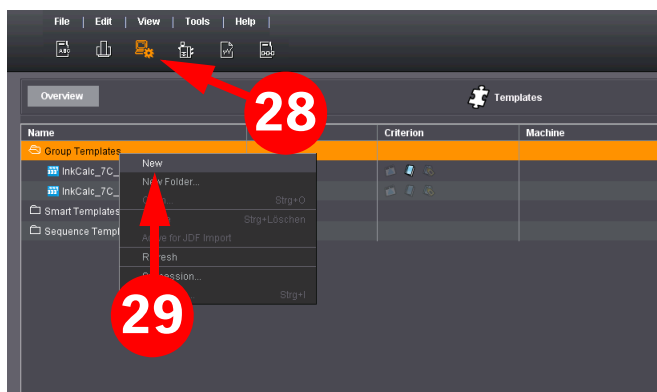 File | Edit | View | Tools | Help |
ABC
Overview
Templates
Name Criterion Machine
Group Templates
InkCalc_7C_
InkCalc_7C_
Smart Templates
Sequence Templ
New
New Folder...
Strg+O
Strg+Löschen
for JDF Import
Refresh
Strg+I
28
29